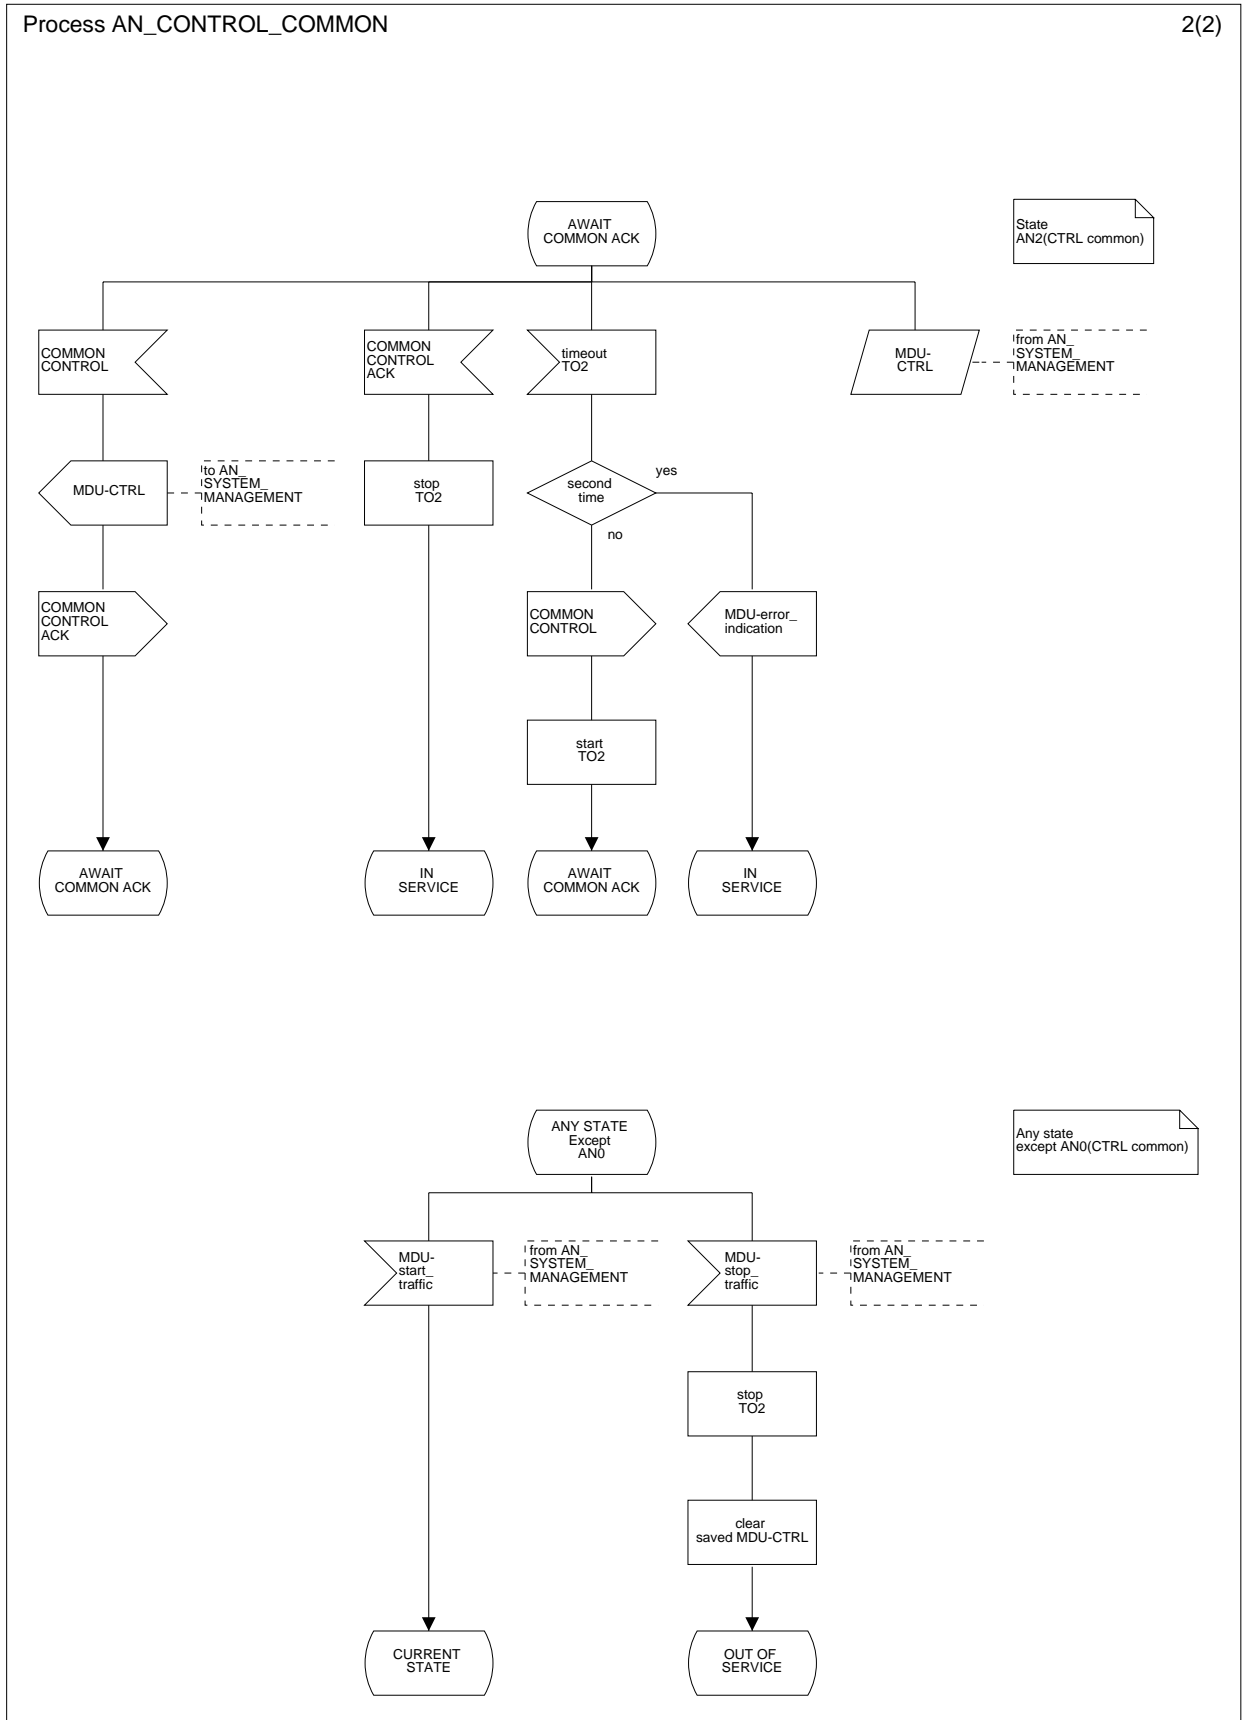 Process AN_CONTROL_COMMON
2(2)
AWAIT
COMMON ACK
State
AN2(CTRL common)
COMMON
CONTROL
COMMON
CONTROL
ACK
timeout
TO2
MDU-
CTRL
from AN_
SYSTEM_
MANAGEMENT
MDU-CTRL
to AN_
SYSTEM_
MANAGEMENT
stop
TO2
second
time
yes
no
COMMON
CONTROL
ACK
COMMON
CONTROL
MDU-error_
indication
start
TO2
AWAIT
COMMON ACK
IN
SERVICE
AWAIT
COMMON ACK
IN
SERVICE
ANY STATE
Except
AN0
Any state
except AN0(CTRL common)
MDU-
start_
traffic
from AN_
SYSTEM_
MANAGEMENT
MDU-
stop_
traffic
from AN_
SYSTEM_
MANAGEMENT
stop
TO2
clear
saved MDU-CTRL
CURRENT
STATE
OUT OF
SERVICE